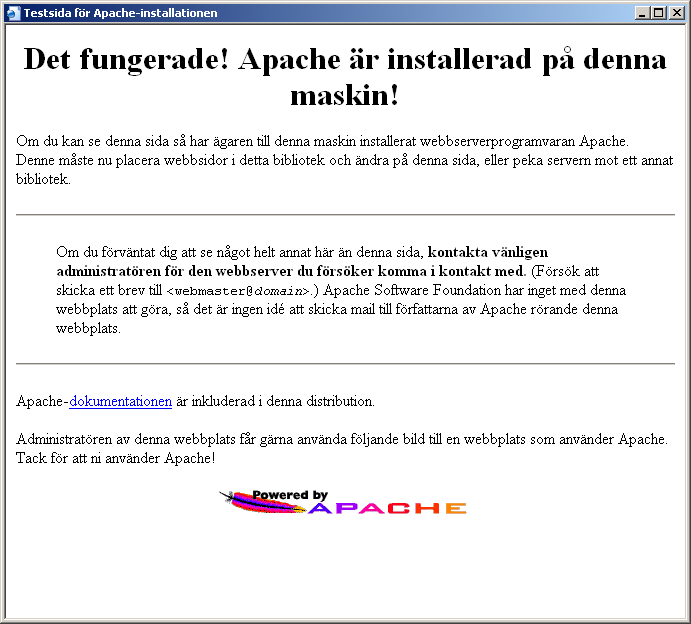 Testsida för Apache-installationen
Det fungerade! Apache är installerad på denna
maskin!
Om du kan se denna sida så har ägaren till denna maskin installerat webbserverprogramvaran Apache.
Denne måste nu placera webbsidor i detta bibliotek och ändra på denna sida, eller peka servern mot ett annat
bibliotek.
Om du förväntat dig att se något helt annat här än denna sida, kontakta vänligen
administratören för den webbserver du försöker komma i kontakt med. (Försök att
skicka ett brev till <webmaster@domain>.) Apache Software Foundation har inget med denna
webbplats att göra, så det är ingen idé att skicka mail till författarna av Apache rörande denna
webbplats.
Apache-dokumentationen är inkluderad i denna distribution.
Administratören av denna webbplats får gärna använda följande bild till en webbplats som använder Apache.
Tack för att ni använder Apache!
Powered by
APACHE